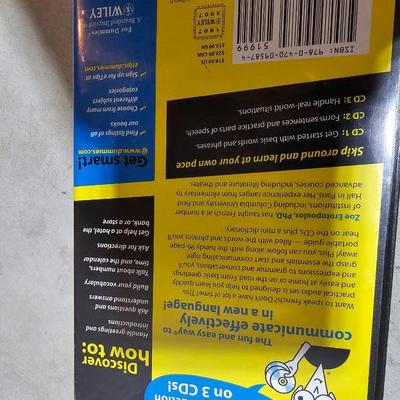 on 3 CDs!
The fun and easy way® to
communicate effectively
in a new language!
Want to speak French? Don't have a lot of time? This
practical audio set is designed to help you learn quickly
and easily at home or on the road. From basic greetings
and expressions to grammar and conversations, you'll
grasp the essentials and start communicating right
away! Plus, you can follow along with the handy 96-page
portable guide – filled with the words and phrases you'll
hear on the CDs, plus a mini dictionary.
Zoe Erotopoulos, PhD, has taught French at a number
of institutions, including Columbia University and Reid
Hall in Paris. Her experience ranges from elementary to
advanced courses, including literature and theater.
Skip around and learn at your own pace
CD 1: Get started with basic words and phrases.
CD 2: Form sentences and practice parts of speech.
CD 3: Handle real-world situations.
ISBN: 978-0-470-09587-4
51999
$19.99 US
$23.99 CAN
1807
WILEY
2007
Discover
how to:
Handle greetings and
introductions
Ask questions and
understand answers
Build your vocabulary
Talk about numbers,
time, and the calendar
Ask for directions
Get help at the hotel,
bank, or a store
Get smart!
@www.dummies.com
✓ Find listings of all
our books
✓ Choose from many
different subject
categories
✓ Sign up for eTips at
etips.dummies.com
For Dummies®
A Branded Imprint of
WILEY